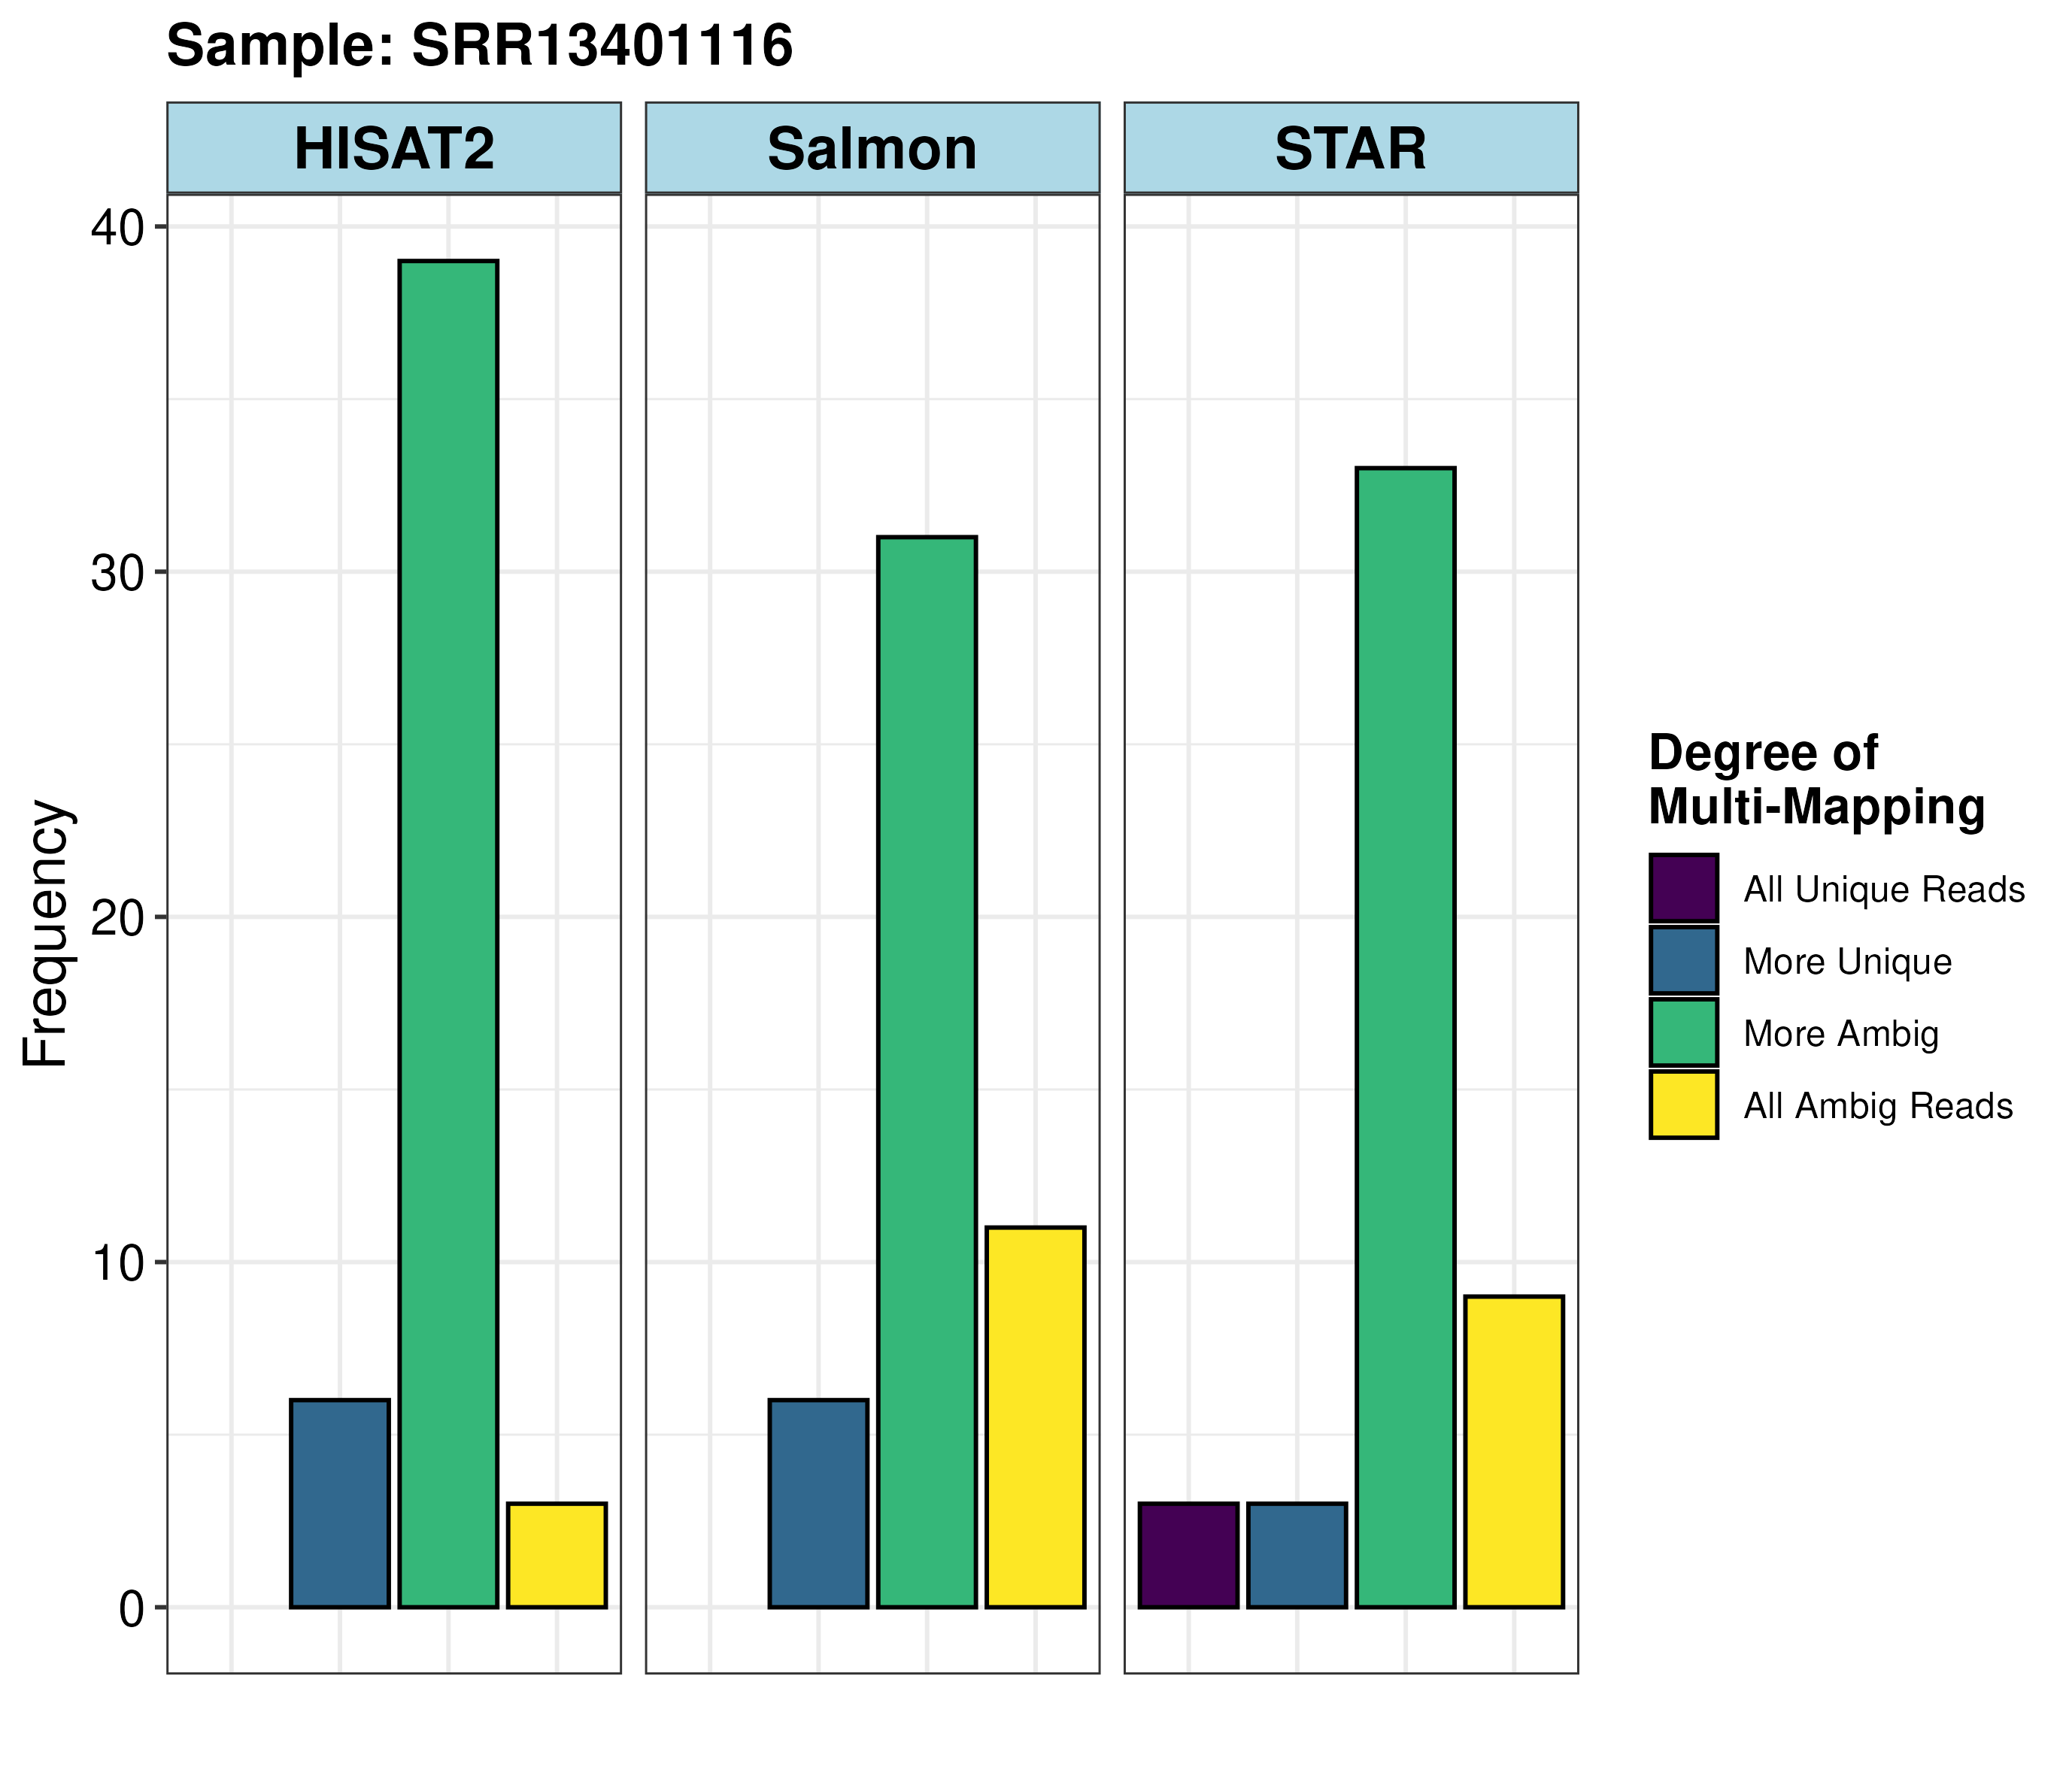 Sample: SRR13401116
HISAT2
Salmon
STAR
40
30
20
10
0
Frequency
Degree of
Multi-Mapping
All Unique Reads
More Unique
More Ambig
All Ambig Reads